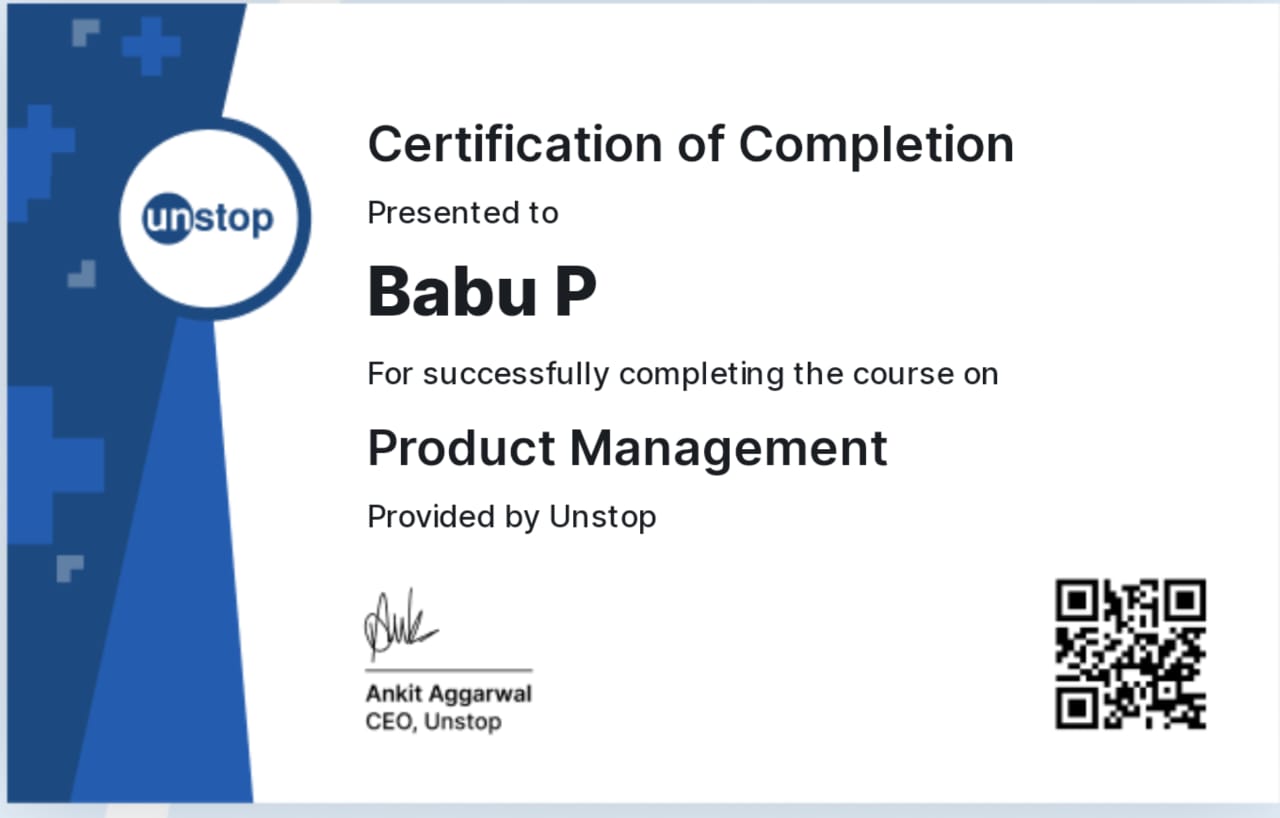 unstop
Certification of Completion
Presented to
Babu P
For successfully completing the course on
Product Management
Provided by Unstop
Ankit Aggarwal
CEO, Unstop